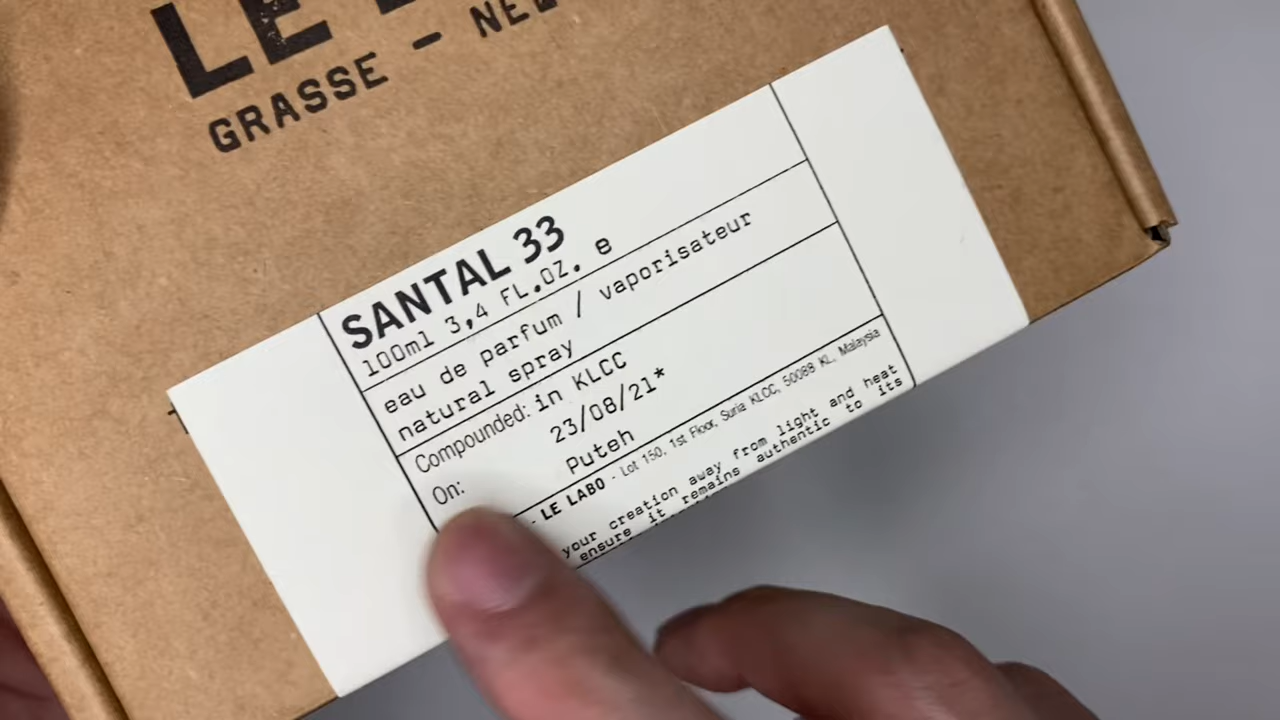 LE
GRASSE - NEW
SANTAL 33
100ml 3,4 FL.OZ. e
eau de parfum / vaporisateur
natural spray
Compounded: in KLCC
On: 23/08/21*
Puteh
- LE LABO - Lot 150, 1st Floor, Suria KLCC, 50088 KL, Malaysia
your creation away from light and heat
ensure it remains authentic to its